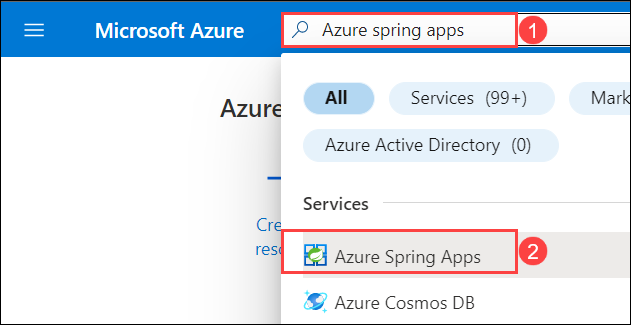 Microsoft Azure
Azure spring apps
1
Azure
All
Services (99+)
Mark
Azure Active Directory (0)
Services
Cre
reso
Azure Spring Apps
2
Azure Cosmos DB